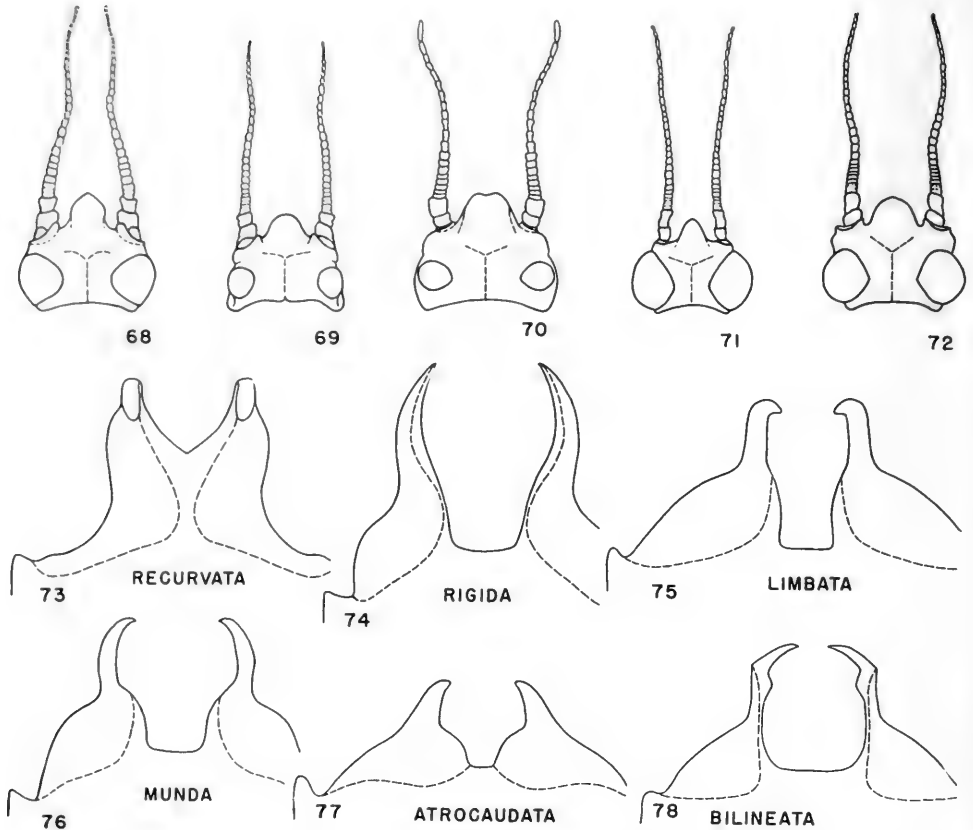 68
69
70
71
72
73
RECURVATA
74
RIGIDA
75
LIMBATA
76
MUNDA
77
ATROCAUDATA
78
BILINEATA